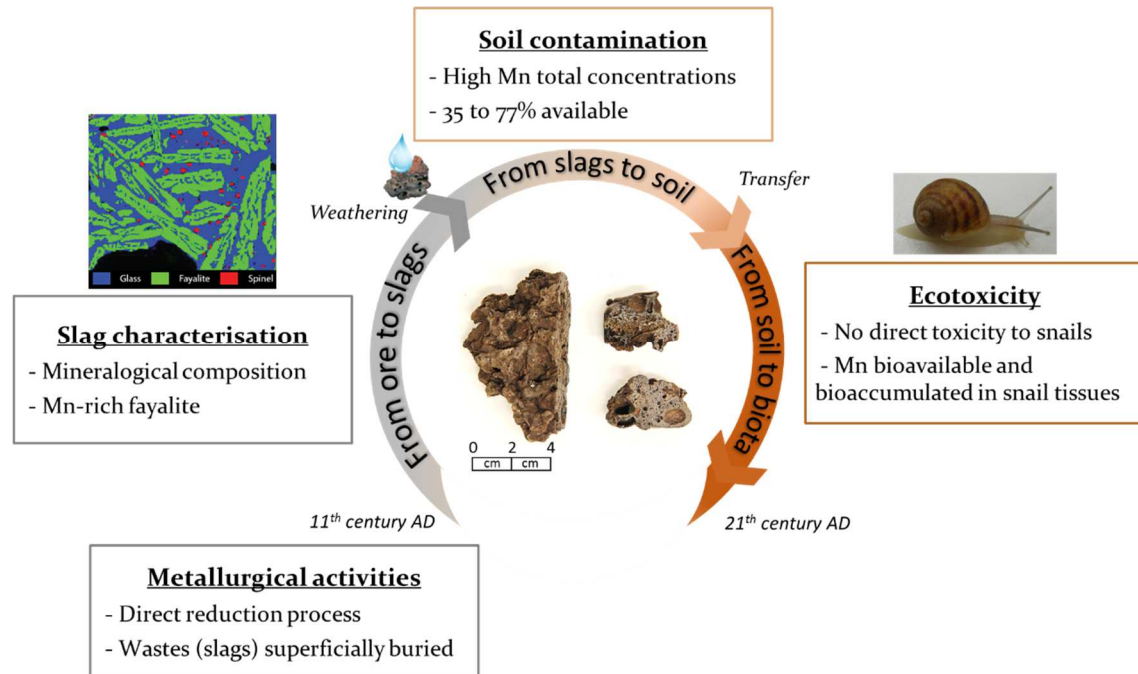 Soil contamination
- High Mn total concentrations
- 35 to 77% available
Glass
Fayalite
Spinel
Slag characterisation
- Mineralogical composition
- Mn-rich fayalite
Weathering
From ore to slags
From slags to soil
Transfer
From soil to biota
Ecotoxicity
- No direct toxicity to snails
- Mn bioavailable and
bioaccumulated in snail tissues
0 2 4
cm cm
11th century AD
21th century AD
Metallurgical activities
- Direct reduction process
- Wastes (slags) superficially buried